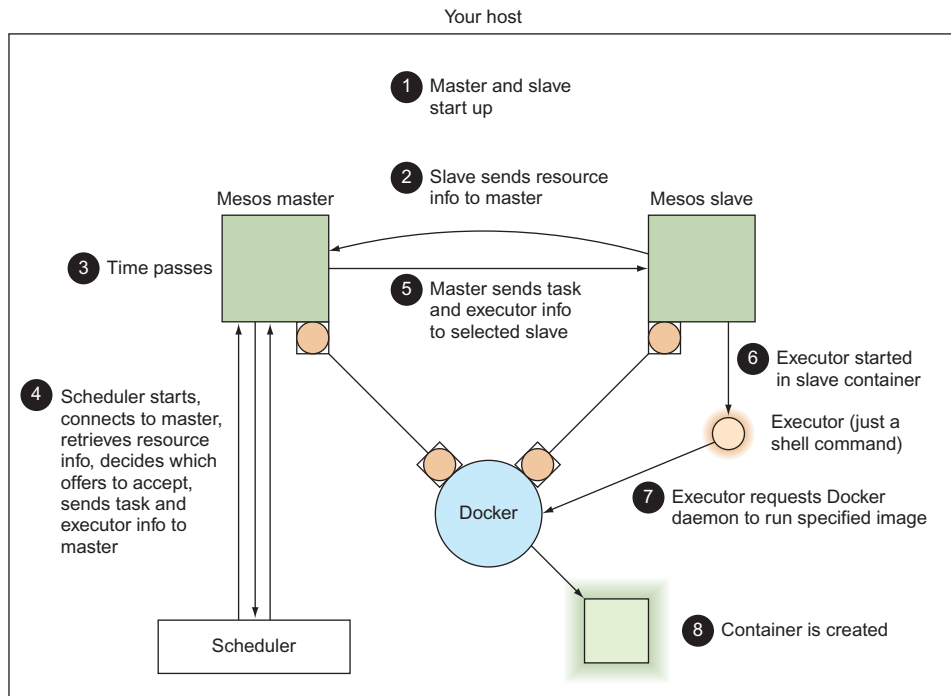 Your host
1
Master and slave
start up
2
Slave sends resource
info to master
Mesos master
Mesos slave
3
Time passes
5
Master sends task
and executor info
to selected slave
4
Scheduler starts,
connects to master,
retrieves resource
info, decides which
offers to accept,
sends task and
executor info to
master
6
Executor started
in slave container
Executor (just a
shell command)
7
Executor requests Docker
daemon to run specified image
Docker
8
Container is created
Scheduler